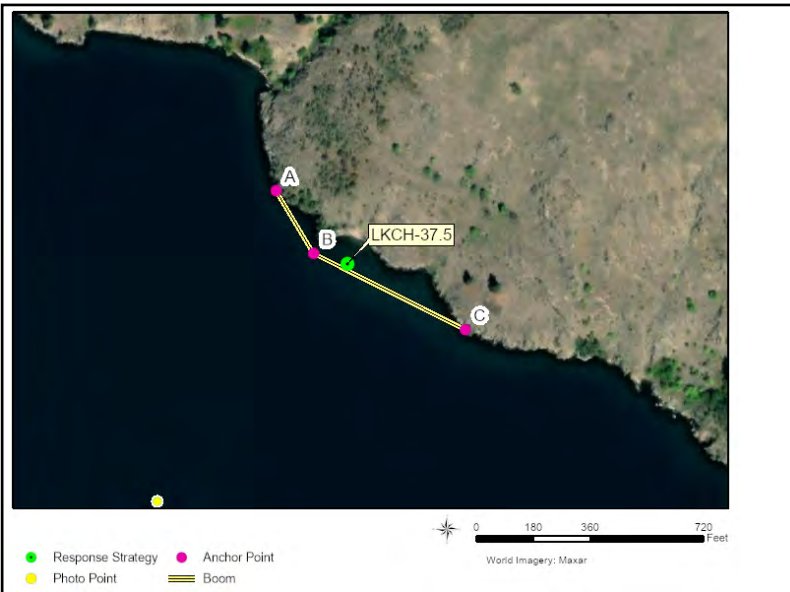 A
B
LKCH-37.5
C
0 180 360 720
Feet
Response Strategy Anchor Point
World Imagery: Maxar
Photo Point Boom